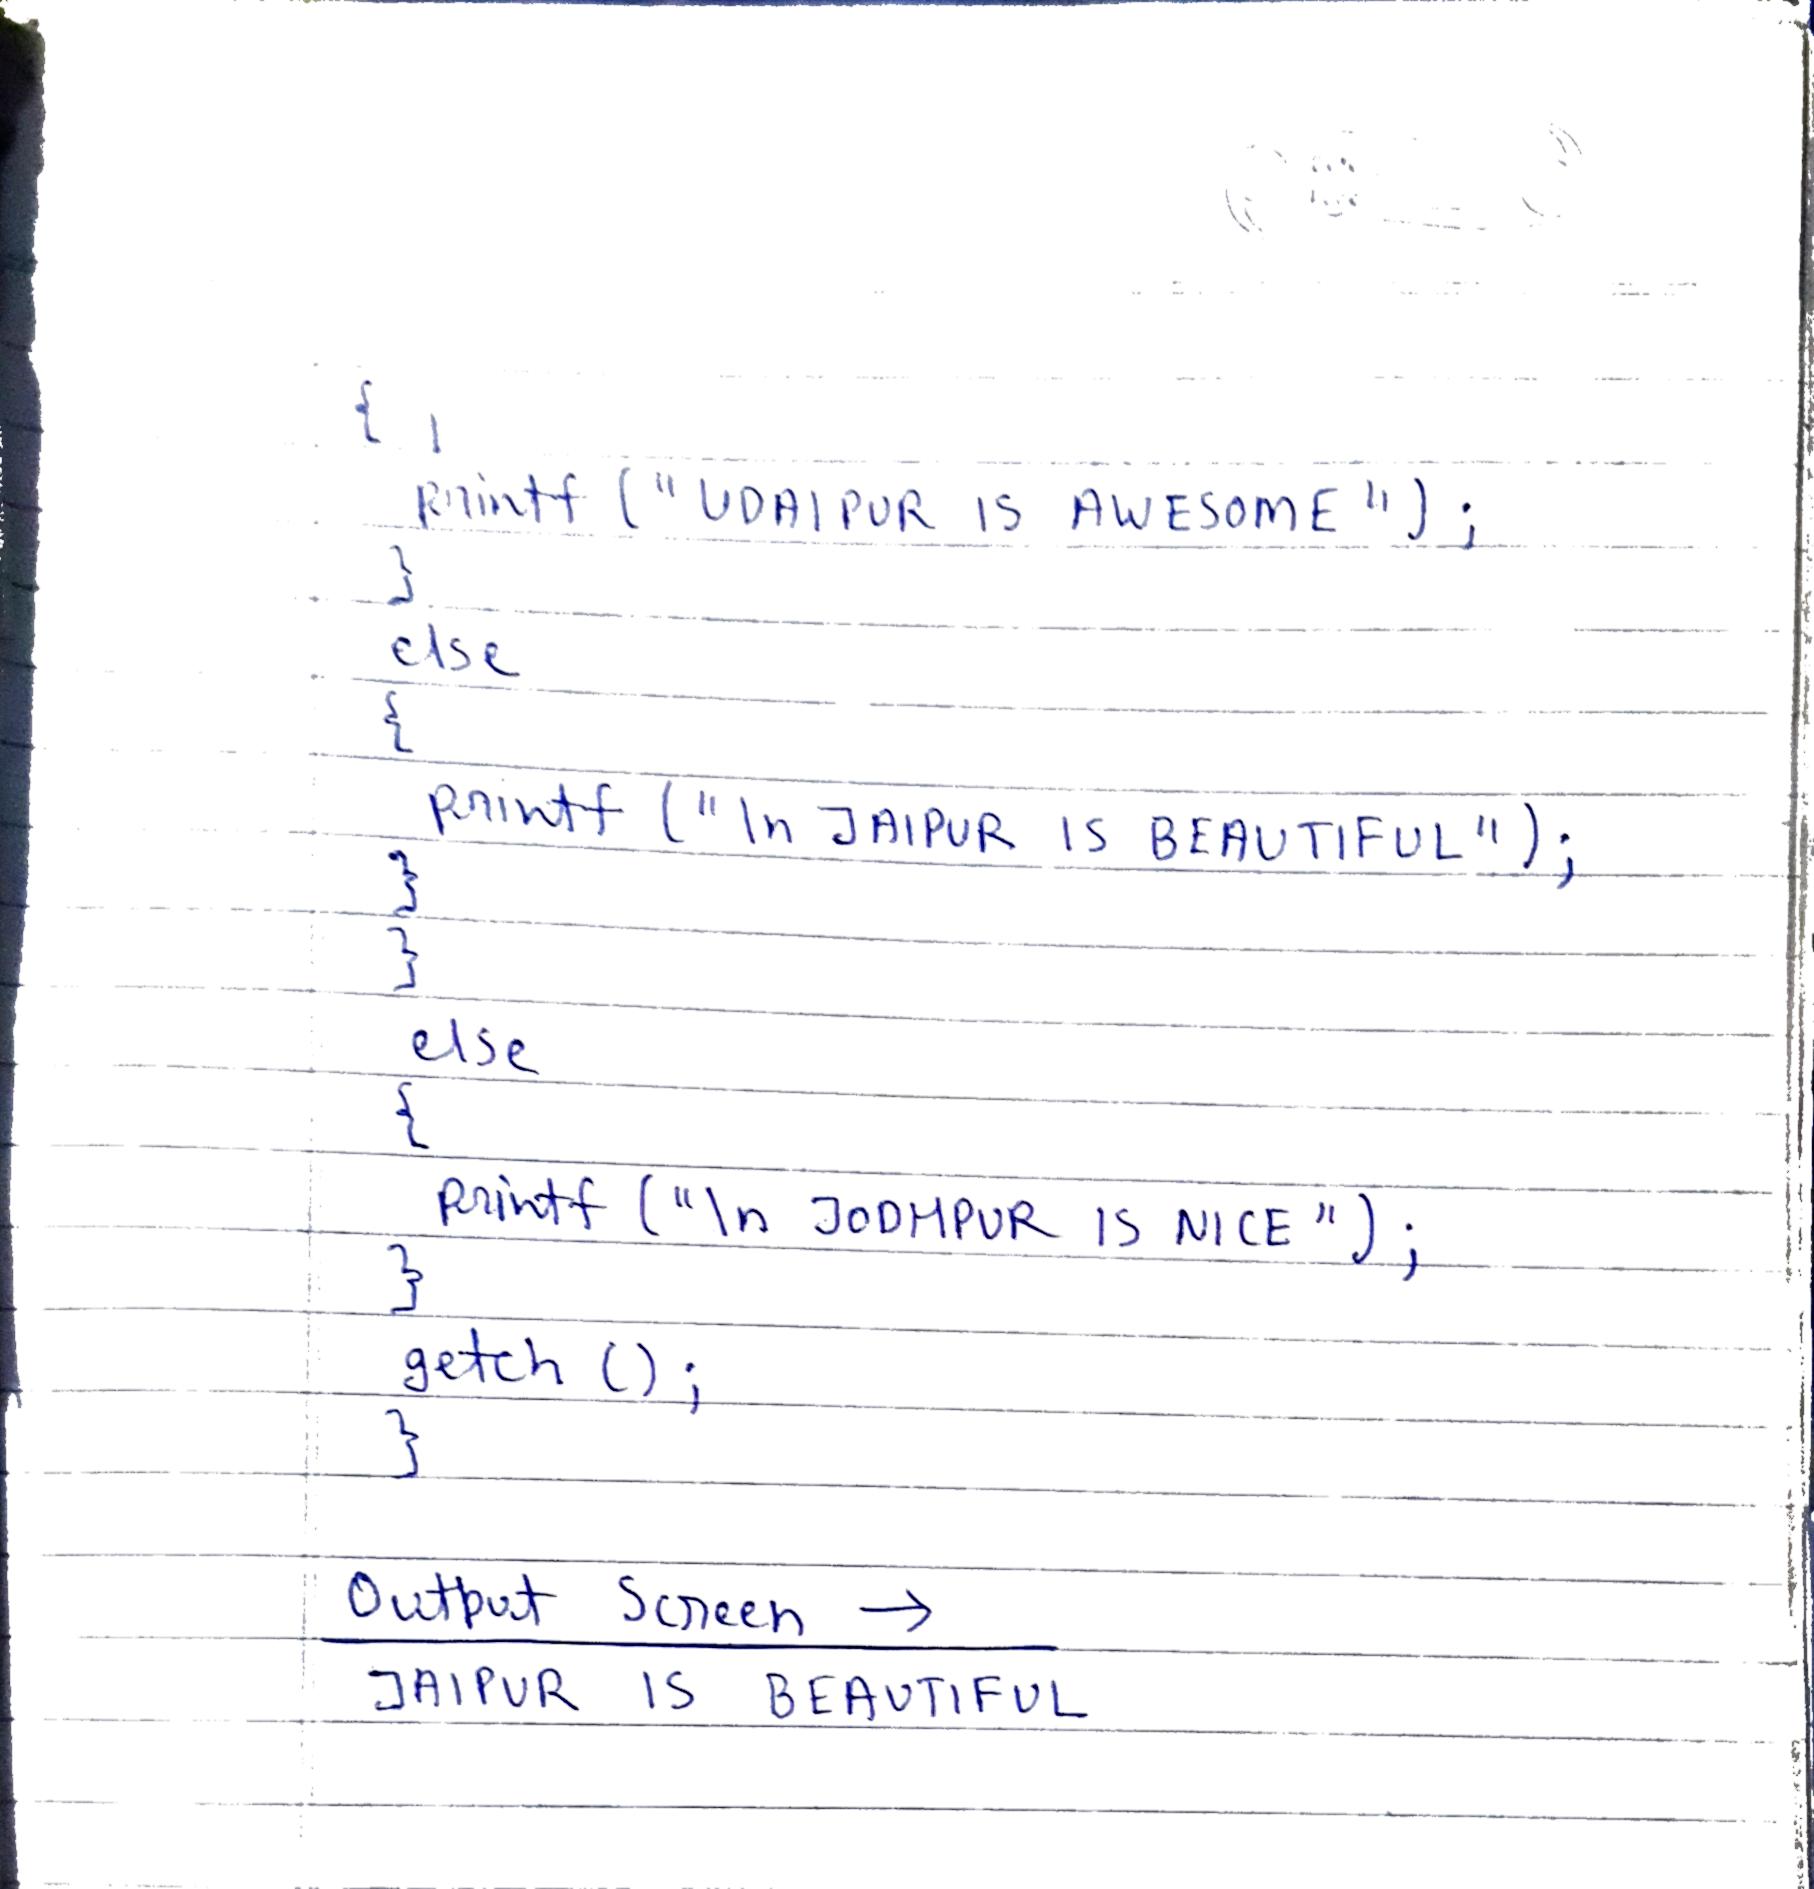 {
printf ("UDAIPUR IS AWESOME");
}
else
{
printf ("\n JAIPUR IS BEAUTIFUL");
}
}
else
{
printf ("\n JODHPUR IS NICE");
}
getch ();
}
Output Screen →
JAIPUR IS BEAUTIFUL